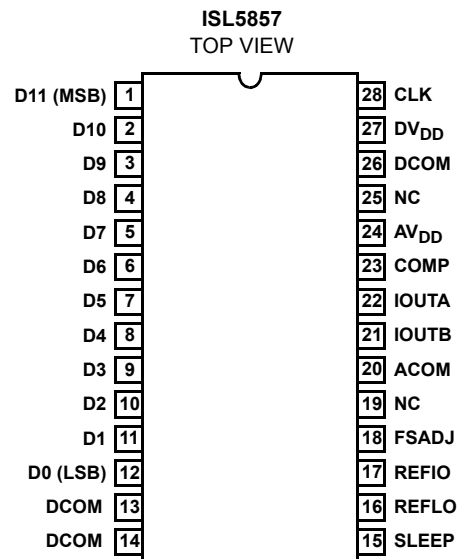 ISL5857
TOP VIEW
D11 (MSB) 1 28 CLK
D10 2 27 DVDD
D9 3 26 DCOM
D8 4 25 NC
D7 5 24 AVDD
D6 6 23 COMP
D5 7 22 IOUTA
D4 8 21 IOUTB
D3 9 20 ACOM
D2 10 19 NC
D1 11 18 FSADJ
D0 (LSB) 12 17 REFIO
DCOM 13 16 REFLO
DCOM 14 15 SLEEP